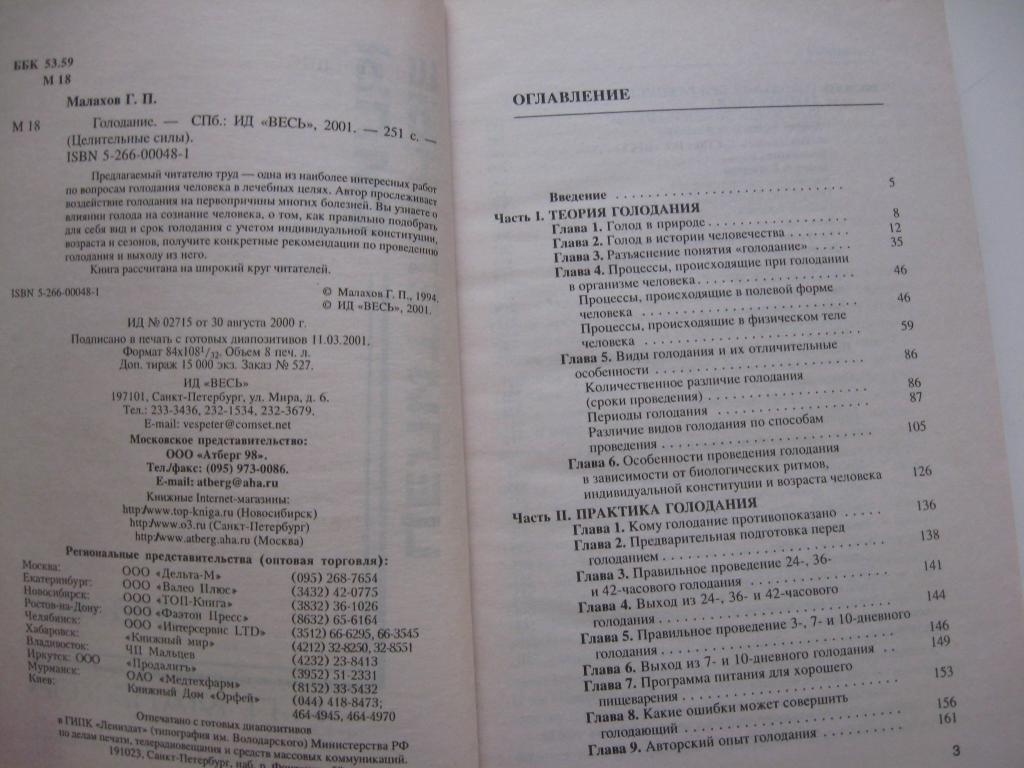 ББК 53.59
М 18
Малахов Г. П.
М 18 Голодание. — СПб.: ИД «ВЕСЬ», 2001. — 251 с. —
(Целительные силы).
ISBN 5-266-00048-1
Предлагаемый читателю труд — одна из наиболее интересных работ
по вопросам голодания человека в лечебных целях. Автор прослеживает
воздействие голодания на первопричины многих болезней. Вы узнаете о
влиянии голода на сознание человека, о том, как правильно подобрать
для себя вид и срок голодания с учетом индивидуальной конституции,
возраста и сезонов, получите конкретные рекомендации по проведению
голодания и выходу из него.
Книга рассчитана на широкий круг читателей.
ISBN 5-266-00048-1
© Малахов Г. П., 1994.
© ИД «ВЕСЬ», 2001.
ИД № 02715 от 30 августа 2000 г.
Подписано в печать с готовых диапозитивов 11.03.2001.
Формат 84х108 1/32. Объем 8 печ. л.
Доп. тираж 15 000 экз. Заказ № 527.
ИД «ВЕСЬ»
197101, Санкт-Петербург, ул. Мира, д. 6.
Тел.: 233-3436, 232-1534, 232-3679.
E-mail: vespeter@comset.net
Московское представительство:
ООО «Атберг 98».
Тел./факс: (095) 973-0086.
E-mail: atberg@aha.ru
Книжные Internet-магазины:
http://www.top-kniga.ru (Новосибирск)
http://www.o3.ru (Санкт-Петербург)
http://www.atberg.aha.ru (Москва)
Региональные представительства (оптовая торговля):
Москва: ООО «Дельта-М» (095) 268-7654
Екатеринбург: ООО «Валео Плюс» (3432) 42-0775
Новосибирск: ООО «ТОП-Книга» (3832) 36-1026
Ростов-на-Дону: ООО «Фаэтон Пресс» (8632) 65-6164
Челябинск: ООО «Интерсервис LTD» (3512) 66-6295, 66-3545
Хабаровск: «Книжный мир» (4212) 32-8250, 32-8551
Владивосток: ЧП Мальцев (4232) 23-8413
Иркутск: ООО «Продалитъ» (3952) 51-2331
Мурманск: ОАО «Медтехфарм» (8152) 33-5432
Киев: Книжный Дом «Орфей» (044) 418-8473;
464-4945, 464-4970
Отпечатано с готовых диапозитивов
в ГИПК «Лениздат» (типография им. Володарского) Министерства РФ
по делам печати, телерадиовещания и средств массовых коммуникаций.
191023, Санкт-Петербург, наб. р.
ОГЛАВЛЕНИЕ
Введение . . . 5
Часть I. ТЕОРИЯ ГОЛОДАНИЯ
Глава 1. Голод в природе . . . 8
Глава 2. Голод в истории человечества . . . 12
Глава 3. Разъяснение понятия «голодание» . . . 35
Глава 4. Процессы, происходящие при голодании
в организме человека . . . 46
Процессы, происходящие в полевой форме
человека . . . 46
Процессы, происходящие в физическом теле
человека . . . 59
Глава 5. Виды голодания и их отличительные
особенности . . . 86
Количественное различие голодания
(сроки проведения) . . . 86
Периоды голодания . . . 87
Различие видов голодания по способам
проведения . . . 105
Глава 6. Особенности проведения голодания
в зависимости от биологических ритмов,
индивидуальной конституции и возраста человека 126
Часть II. ПРАКТИКА ГОЛОДАНИЯ
Глава 1. Кому голодание противопоказано . . . 136
Глава 2. Предварительная подготовка перед
голоданием . . . 138
Глава 3. Правильное проведение 24-, 36-
и 42-часового голодания . . . 141
Глава 4. Выход из 24-, 36- и 42-часового
голодания . . . 144
Глава 5. Правильное проведение 3-, 7- и 10-дневного
голодания . . . 146
Глава 6. Выход из 7- и 10-дневного голодания . . 149
Глава 7. Программа питания для хорошего
пищеварения . . . 153
Глава 8. Какие ошибки может совершить
голодающий . . . 156
Глава 9. Авторский опыт голодания . . . 161
3